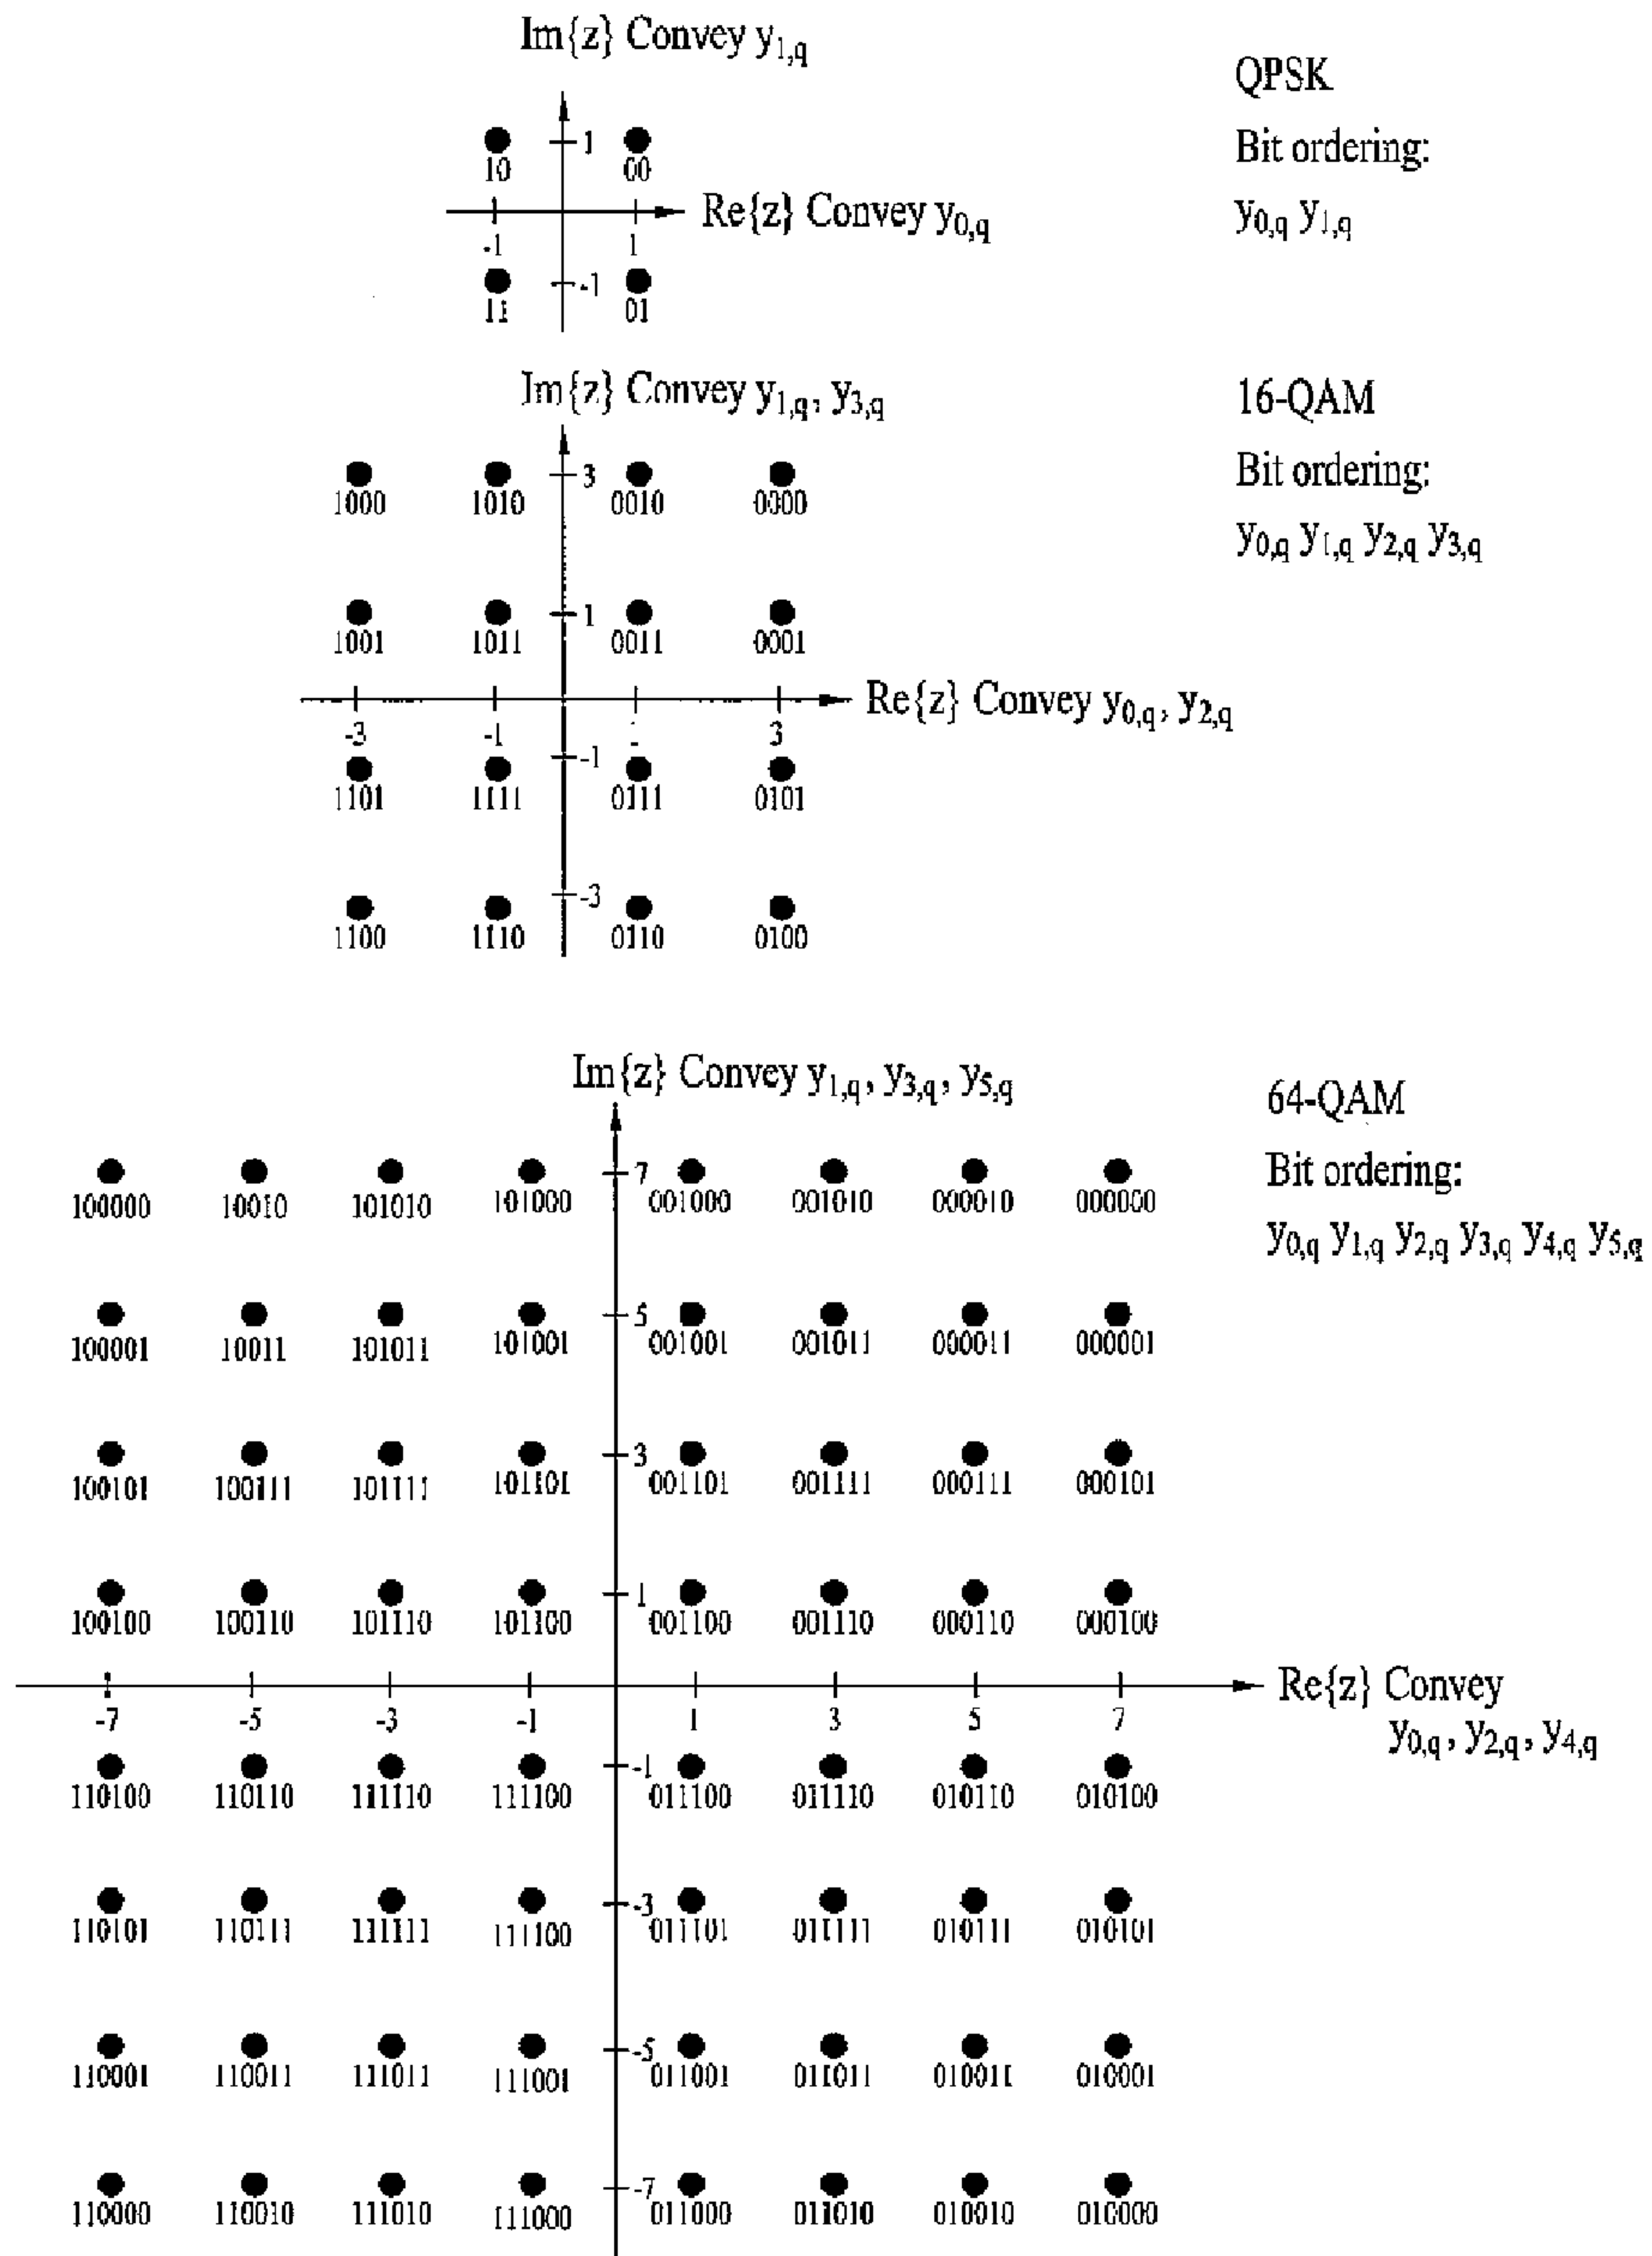 Im{z} Convey y1,q
QPSK
Bit ordering:
y0,q y1,q
10 1 00
Re{z} Convey y0,q
-1 1
11 -1 01
Im{z} Convey y1,q, y3,q
16-QAM
Bit ordering:
y0,q y1,q y2,q y3,q
3
1000 1010 0010 0000
1
1001 1011 0011 0001
Re{z} Convey y0,q, y2,q
-3 -1 3
-1
1101 1111 0111 0101
-3
1100 1110 0110 0100
Im{z} Convey y1,q, y3,q, y5,q
64-QAM
Bit ordering:
y0,q y1,q y2,q y3,q y4,q y5,q
7
100000 10010 101010 101000 001000 001010 000010 000000
5
100001 10011 101011 101001 001001 001011 000011 000001
3
100101 100111 101111 101101 001101 001111 000111 000101
1
100100 100110 101110 101100 001100 001110 000110 000100
Re{z} Convey
y0,q, y2,q, y4,q
-7 -5 -3 -1 1 3 5 7
-1
110100 110110 111110 111100 011100 011110 010110 010100
-3
110101 110111 111111 111100 011101 011111 010111 010101
-5
110001 110011 111011 111001 011001 011011 010011 010001
-7
110000 110010 111010 111000 011000 011010 010010 010000